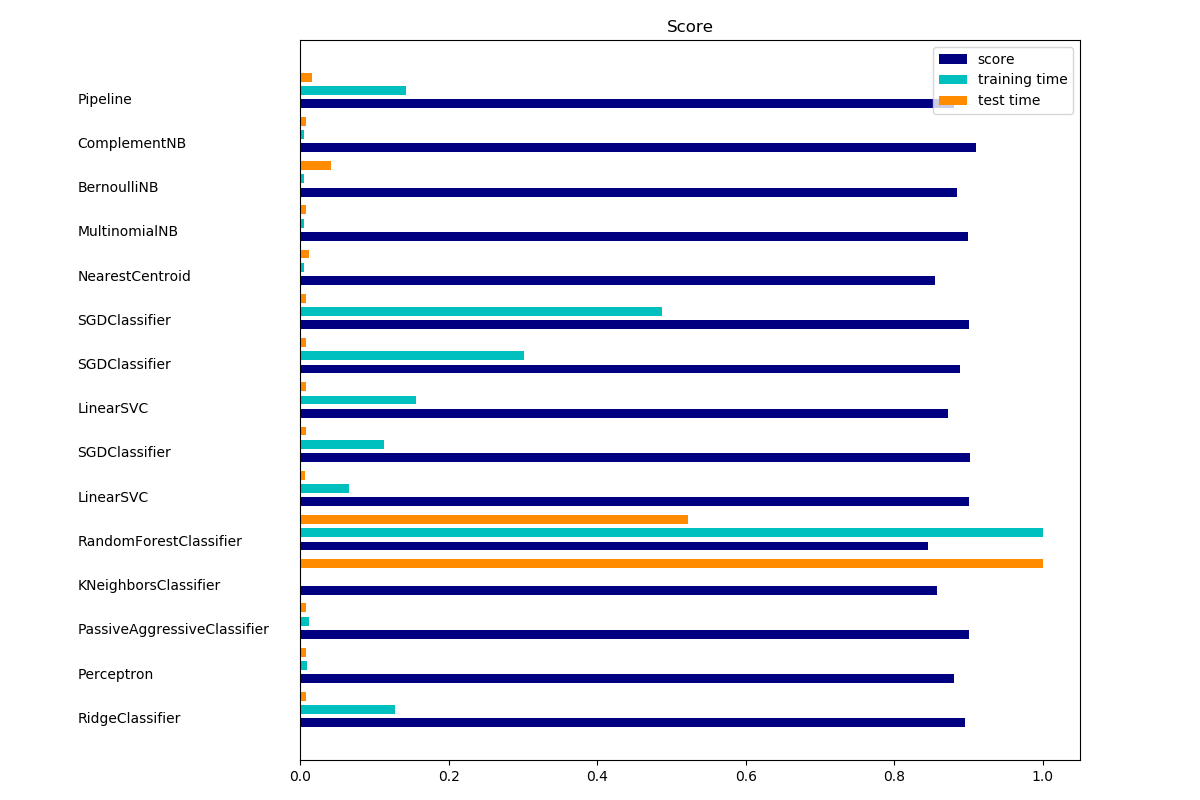 Score
score
training time
test time
Pipeline
ComplementNB
BernoulliNB
MultinomialNB
NearestCentroid
SGDClassifier
SGDClassifier
LinearSVC
SGDClassifier
LinearSVC
RandomForestClassifier
KNeighborsClassifier
PassiveAggressiveClassifier
Perceptron
RidgeClassifier
0.0 0.2 0.4 0.6 0.8 1.0